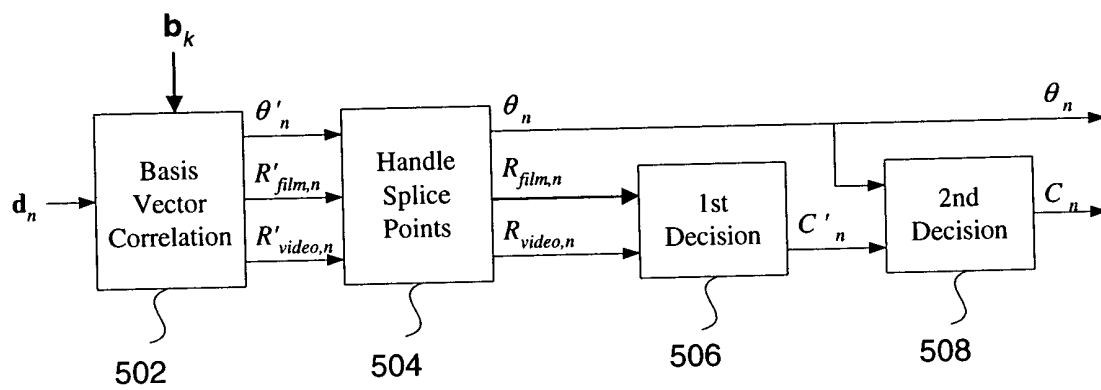 b_k
θ'_n
θ_n
θ_n
Basis
Vector
Correlation
R'_film,n
Handle
Splice
Points
R_film,n
1st
Decision
2nd
Decision
C_n
d_n
R'_video,n
R_video,n
C'_n
502
504
506
508